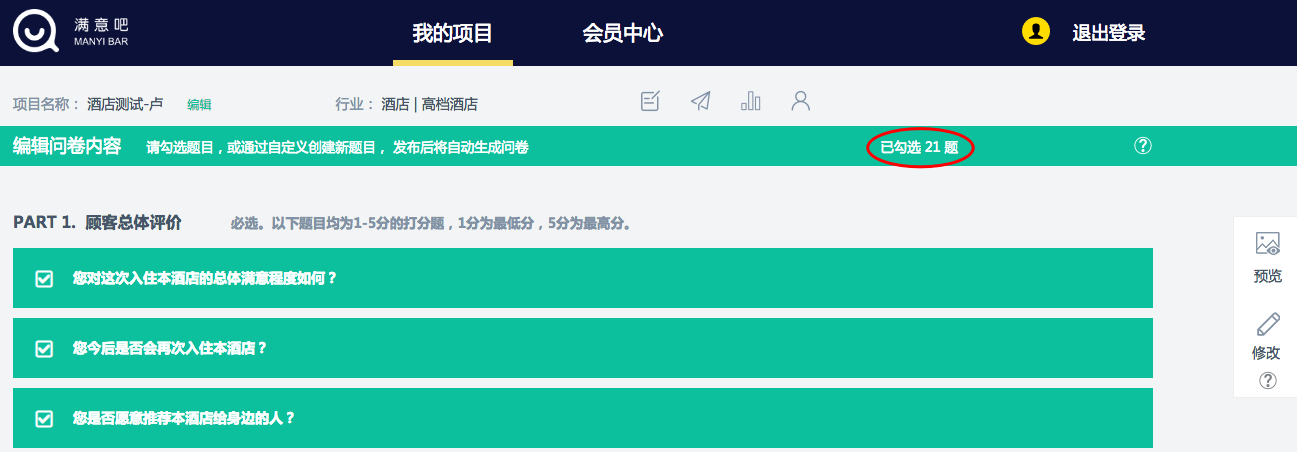 满意吧
MANYI BAR
我的项目 会员中心 退出登录
项目名称： 酒店测试-卢 编辑 行业： 酒店 | 高档酒店
编辑问卷内容 请勾选题目，或通过自定义创建新题目， 发布后将自动生成问卷 已勾选 21 题 ?
PART 1. 顾客总体评价 必选。以下题目均为1-5分的打分题，1分为最低分，5分为最高分。
您对这次入住本酒店的总体满意程度如何？
您今后是否会再次入住本酒店？
您是否愿意推荐本酒店给身边的人？
预览
修改
?